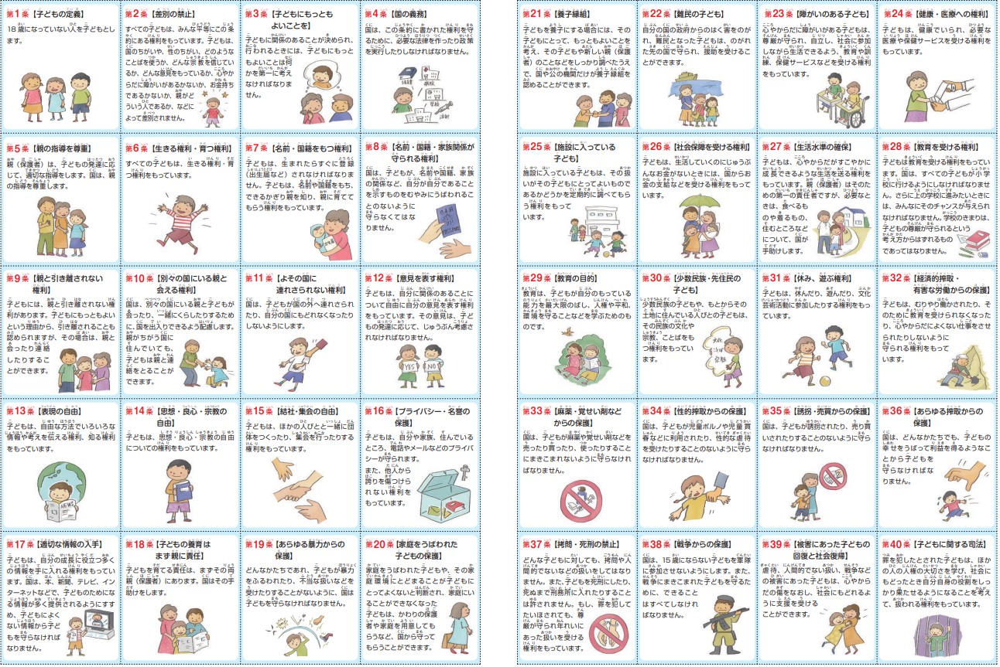 第1条【子どもの定義】
18歳になっていない人を子どもとし
ます。
第2条【差別の禁止】
すべての子どもは、みんな平等にこの条
約にある権利をもっています。子どもは、
国のちがいや、性のちがい、どのような
ことばを使うか、どんな宗教を信じてい
るか、どんな意見をもっているか、心やか
らだに障がいがあるかないか、お金持ち
であるかないか、親がど
ういう人であるか、などに
よって差別されません。
第3条【子どもにもっとも
よいことを】
子どもに関係のあることが決められ、
行われるときには、子どもにもっと
もよいことは何
かを第一に考え
なければなりま
せん。
第4条【国の義務】
国は、この条約に書かれた権利を守
るために、必要な法律を作ったり政策
を実行したりしなければなりません。
第5条【親の指導を尊重】
親（保護者）は、子どもの発達に応
じて、適切な指導をします。国は、親
の指導を尊重します。
第6条【生きる権利・育つ権利】
すべての子どもは、生きる権利・育
つ権利をもっています。
第7条【名前・国籍をもつ権利】
子どもは、生まれたらすぐに登録
（出生届など）されなければなりま
せん。子どもは、名前や国籍をもち、
できるかぎり親を知り、親に育てて
もらう権利をもっています。
第8条【名前・国籍・家族関係が
守られる権利】
国は、子どもが、名前や国籍、家族
の関係など、自分が自分であること
を示すものをむやみにうばわれるこ
とのないように
守らなくてはな
りません。
第9条【親と引き離されない
権利】
子どもには、親と引き離されない権
利があります。子どもにもっともよい
という理由から、引き離されることも
認められますが、その場合は、親と
会ったり連絡
したりするこ
とができます。
第10条【別々の国にいる親と
会える権利】
国は、別々の国にいる親と子どもが
会ったり、一緒にくらしたりするため
に、国を出入りできるよう配慮します。
親がちがう国に
住んでいても、
子どもは親と連
絡をとることが
できます。
第11条【よその国に
連れさられない権利】
国は、子どもが国の外へ連れさられ
たり、自分の国にもどれなくなったり
しないようにします。
第12条【意見を表す権利】
子どもは、自分に関係のあることに
ついて自由に自分の意見を表す権利
をもっています。その意見は、子ど
もの発達に応じて、じゅうぶん考慮さ
れなければなりません。
YES
NO
第13条【表現の自由】
子どもは、自由な方法でいろいろな
情報や考えを伝える権利、知る権利
をもっています。
NEWS
第14条【思想・良心・宗教の
自由】
子どもは、思想・良心・宗教の自由
についての権利をもっています。
第15条【結社・集会の自由】
子どもは、ほかの人びとと一緒に団
体をつくったり、集会を行ったりする
権利をもっています。
第16条【プライバシー・名誉の
保護】
子どもは、自分や家族、住んでいる
ところ、電話やメールなどのプライバ
シーが守られます。
また、他人から
誇りを傷つけら
れない権利を
もっています。
第17条【適切な情報の入手】
子どもは、自分の成長に役立つ多く
の情報を手に入れる権利をもっていま
す。国は、本、新聞、テレビ、イン
ターネットなどで、子どものためにな
る情報が多く提供されるようにすす
め、子どもによく
ない情報から子ど
もを守らなければ
なりません。
第18条【子どもの養育は
まず親に責任】
子どもを育てる責任は、まずその両
親（保護者）にあります。国はその手
助けをします。
第19条【あらゆる暴力からの
保護】
どんなかたちであれ、子どもが暴力
をふるわれたり、不当な扱いなどを
受けたりすることがないように、国は
子どもを守らなければなりません。
第20条【家庭をうばわれた
子どもの保護】
家庭をうばわれた子どもや、その家
庭環境にとどまることが子どもに
とってよくないと判断され、家庭にい
ることができなくなった
子どもは、かわりの保護
者や家庭を用意しても
らうなど、国から守って
もらうことができます。
第21条【養子縁組】
子どもを養子にする場合には、その
子どもにとって、もっともよいことを
考え、その子どもや新しい親（保護
者）のことなどをしっかり調べたうえ
で、国や公の機関だけが養子縁組を
認めることができます。
第22条【難民の子ども】
自分の国の政府からのはく害をのが
れ、難民となった子どもは、のがれ
た先の国で守られ、援助を受けるこ
とができます。
第23条【障がいのある子ども】
心やからだに障がいがある子どもは、
尊厳が守られ、自立し、社会に参加
しながら生活できるよう、教育や訓
練、保健サービスなどを受ける権利
をもっています。
第24条【健康・医療への権利】
子どもは、健康でいられ、必要な
医療や保健サービスを受ける権利を
もっています。
第25条【施設に入っている
子ども】
施設に入っている子どもは、その扱
いがその子どもにとってよいもので
あるかどうかを定期的に調べてもら
う権利をもって
います。
第26条【社会保障を受ける権利】
子どもは、生活していくのにじゅうぶ
んなお金がないときには、国からお
金の支給などを受ける権利をもって
います。
第27条【生活水準の確保】
子どもは、心やからだがすこやかに
成長できるような生活を送る権利を
もっています。親（保護者）はそのた
めの第一の責任者ですが、必要なと
きは、食べるも
のや着るもの、
住むところなど
について、国が
手助けします。
第28条【教育を受ける権利】
子どもは教育を受ける権利をもってい
ます。国は、すべての子どもが小学
校に行けるようにしなければなりませ
ん。さらに上の学校に進みたいときに
は、みんなにそのチャンスが与えられ
なければなりません。学校のきまりは、
子どもの尊厳が守られるという
考え方からはずれるもの
であってはなりません。
第29条【教育の目的】
教育は、子どもが自分のもっている
能力を最大限のばし、人権や平和、
環境を守ることなどを学ぶためのも
のです。
第30条【少数民族・先住民の
子ども】
少数民族の子どもや、もとからその
土地に住んでいる人びとの子どもは、
その民族の文化や
宗教、ことばをも
つ権利をもってい
ます。
第31条【休み、遊ぶ権利】
子どもは、休んだり、遊んだり、文化
芸術活動に参加したりする権利をもっ
ています。
第32条【経済的搾取・
有害な労働からの保護】
子どもは、むりやり働かされたり、そ
のために教育を受けられなくなった
り、心やからだによくない仕事をさせ
られたりしないように
守られる権利をもって
います。
第33条【麻薬・覚せい剤など
からの保護】
国は、子どもが麻薬や覚せい剤などを
売ったり買ったり、使ったりすること
にまきこまれないように守らなけれ
ばなりません。
第34条【性的搾取からの保護】
国は、子どもが児童ポルノや児童買
春などに利用されたり、性的な虐待
を受けたりすることのないように守ら
なければなりません。
第35条【誘拐・売買からの保護】
国は、子どもが誘拐されたり、売り買
いされたりすることのないように守ら
なければなりません。
第36条【あらゆる搾取からの
保護】
国は、どんなかたちでも、子どもの
幸せをうばって利益を得るようなこ
とから子どもを
守らなければな
りません。
第37条【拷問・死刑の禁止】
どんな子どもに対しても、拷問や人
間的でないなどの扱いをしてはなりま
せん。また、子どもを死刑にしたり、
死ぬまで刑務所に入れたりすること
は許されません。もし、罪を犯して
たいほされても、尊
厳が守られ年れいに
あった扱いを受ける
権利をもっています。
第38条【戦争からの保護】
国は、15歳にならない子どもを軍隊
に参加させないようにします。また、
戦争にまきこまれた子どもを守るた
めに、できること
はすべてしなけれ
ばなりません。
第39条【被害にあった子どもの
回復と社会復帰】
虐待、人間的でない扱い、戦争など
の被害にあった子どもは、心やから
だの傷をなおし、社会にもどれるよう
に支援を受ける
ことができます。
第40条【子どもに関する司法】
罪を犯したとされた子どもは、ほか
の人の人権の大切さを学び、社会に
もどったとき自分自身の役割をしっ
かり果たせるようになることを考え
て、扱われる権利をもっています。